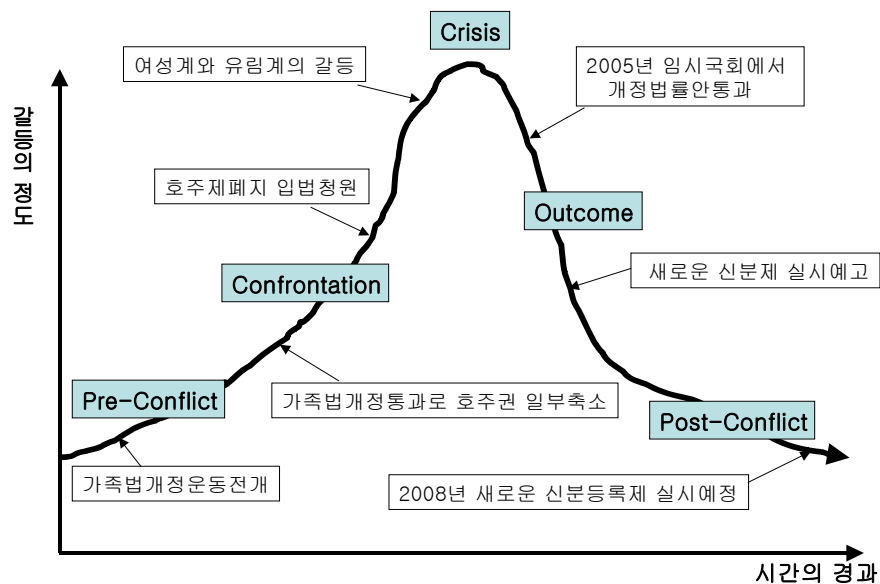 Crisis
여성계와 유림계의 갈등
2005년 임시국회에서
개정법률안통과
갈등의 정도
호주제폐지 입법청원
Outcome
Confrontation
새로운 신분제 실시예고
Pre-Conflict
가족법개정통과로 호주권 일부축소
Post-Conflict
가족법개정운동전개
2008년 새로운 신분등록제 실시예정
시간의 경과